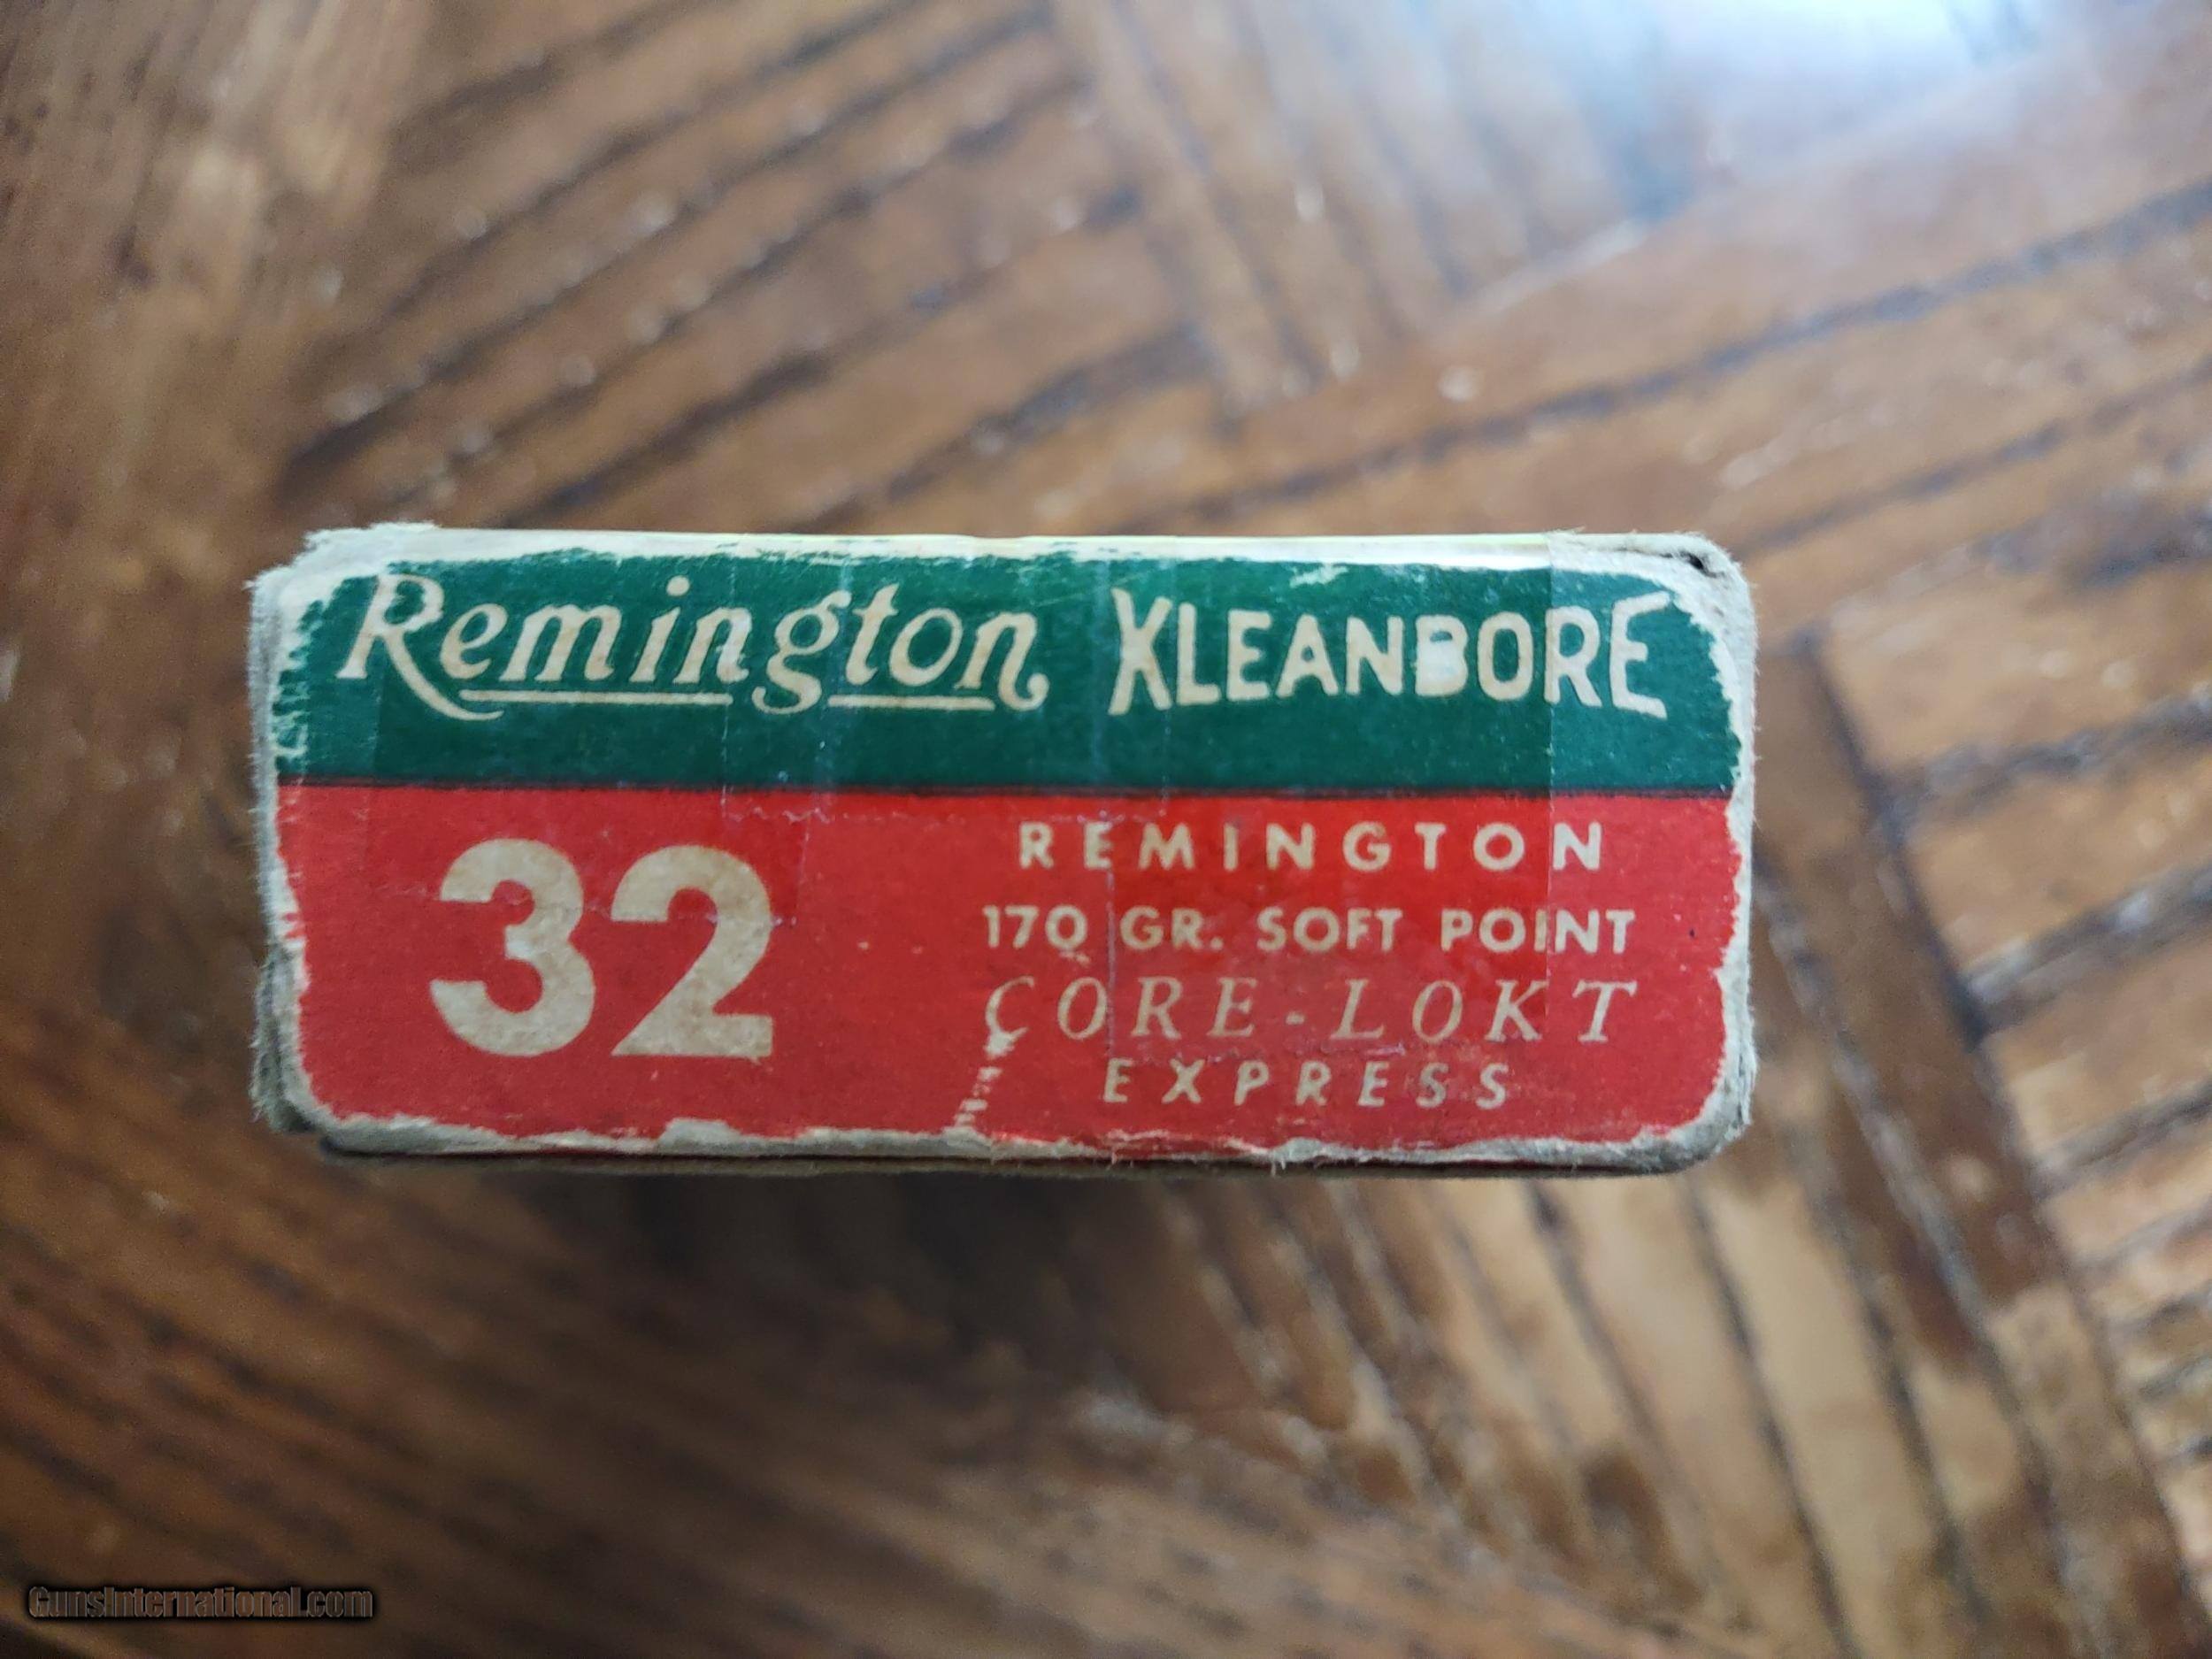 Remington KLEANBORE
32
REMINGTON
170 GR. SOFT POINT
CORE-LOKT
EXPRESS
GunsInternational.com